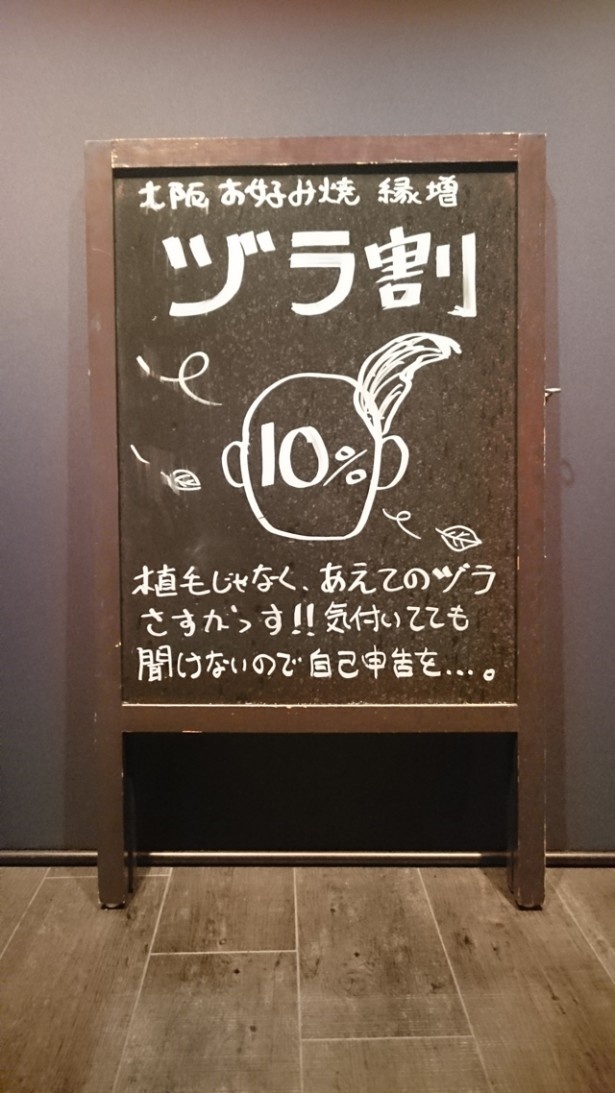 大阪 お好み焼 縁増
ヅラ割
10%
植毛じゃなく、あえてのヅラ
さすがっす!!気付いてても
聞けないので自己申告を...。